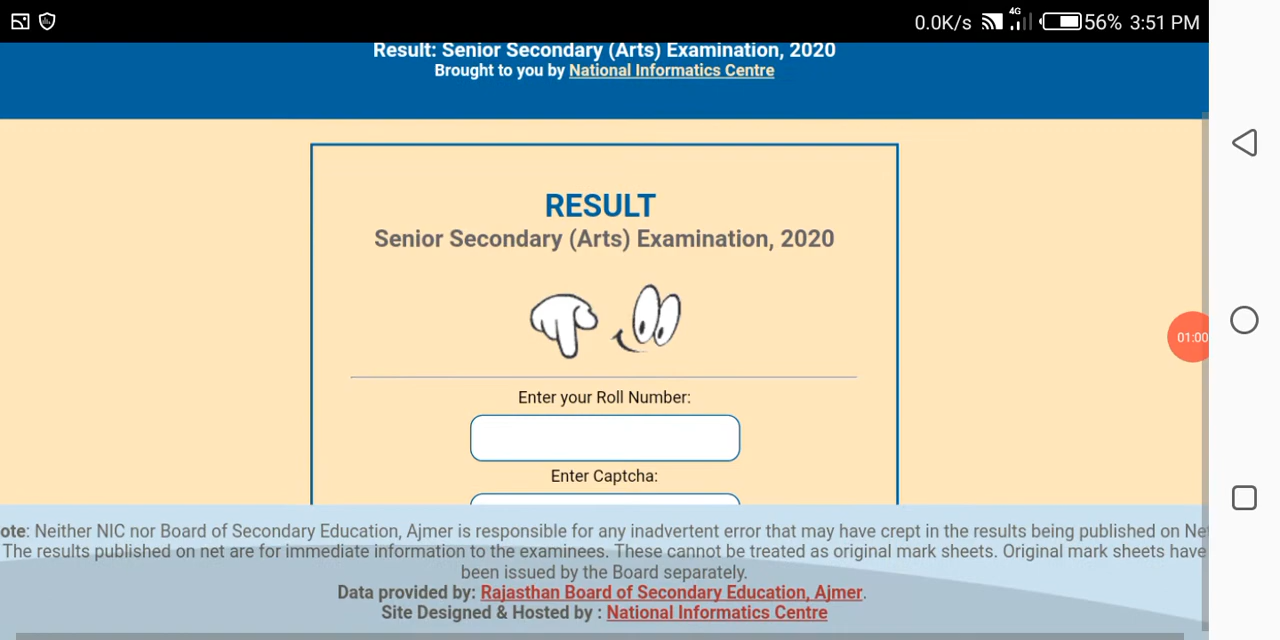 0.0K/s 4G 56% 3:51 PM
Result: Senior Secondary (Arts) Examination, 2020
Brought to you by National Informatics Centre
RESULT
Senior Secondary (Arts) Examination, 2020
Enter your Roll Number:
01:00
Enter Captcha:
ote: Neither NIC nor Board of Secondary Education, Ajmer is responsible for any inadvertent error that may have crept in the results being published on Net
The results published on net are for immediate information to the examinees. These cannot be treated as original mark sheets. Original mark sheets have
been issued by the Board separately.
Data provided by: Rajasthan Board of Secondary Education, Ajmer.
Site Designed & Hosted by : National Informatics Centre